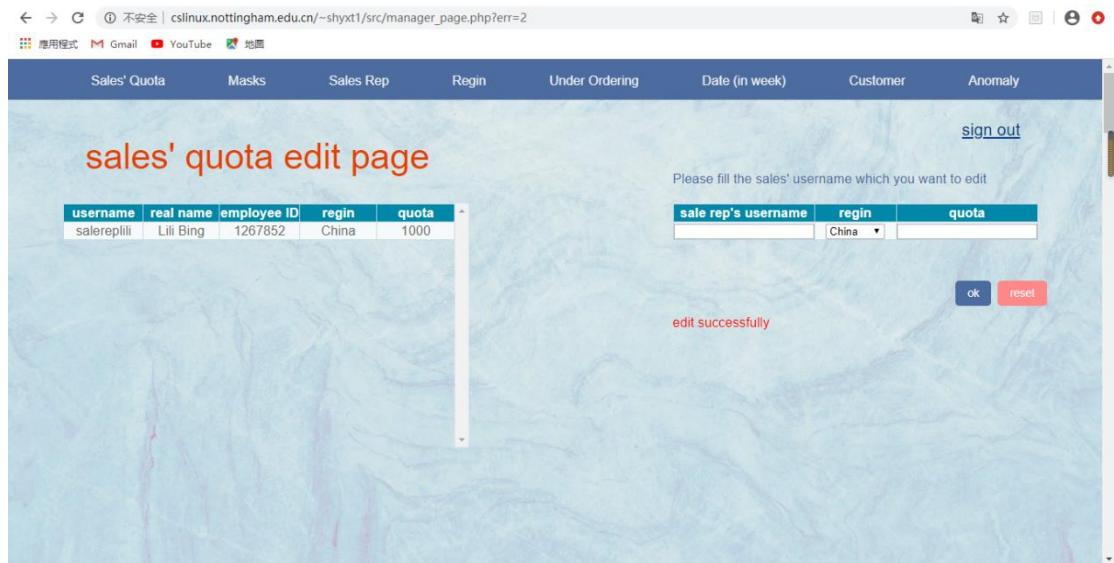 不安全 | cslinux.nottingham.edu.cn/~shyxt1/src/manager_page.php?err=2
應用程式 Gmail YouTube 地圖
Sales' Quota Masks Sales Rep Regin Under Ordering Date (in week) Customer Anomaly
sign out
sales' quota edit page
Please fill the sales' username which you want to edit
username real name employee ID regin quota
salereplili Lili Bing 1267852 China 1000
sale rep's username regin quota
China
ok reset
edit successfully